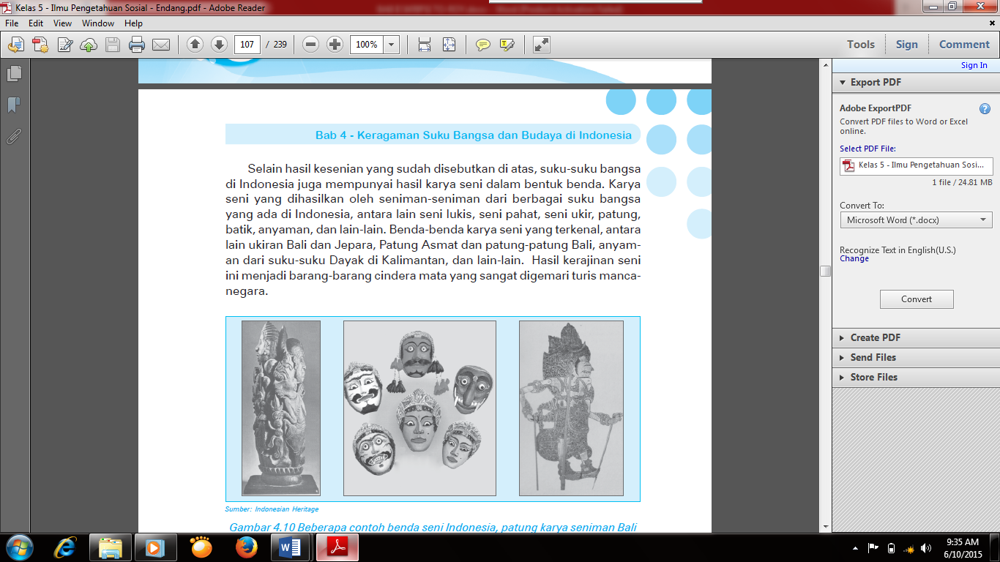 Kelas 5 - Ilmu Pengetahuan Sosial - Endang.pdf - Adobe Reader
File Edit View Window Help
107 / 239 100% Tools Sign Comment
Sign In
Export PDF
Adobe ExportPDF
Convert PDF files to Word or Excel
online.
Select PDF File:
Kelas 5 - Ilmu Pengetahuan Sosi...
1 file / 24.81 MB
Convert To:
Microsoft Word (*.docx)
Recognize Text in English(U.S.)
Change
Convert
Create PDF
Send Files
Store Files
Bab 4 - Keragaman Suku Bangsa dan Budaya di Indonesia
Selain hasil kesenian yang sudah disebutkan di atas, suku-suku bangsa
di Indonesia juga mempunyai hasil karya seni dalam bentuk benda. Karya
seni yang dihasilkan oleh seniman-seniman dari berbagai suku bangsa
yang ada di Indonesia, antara lain seni lukis, seni pahat, seni ukir, patung,
batik, anyaman, dan lain-lain. Benda-benda karya seni yang terkenal, antara
lain ukiran Bali dan Jepara, Patung Asmat dan patung-patung Bali, anyam-
an dari suku-suku Dayak di Kalimantan, dan lain-lain. Hasil kerajinan seni
ini menjadi barang-barang cindera mata yang sangat digemari turis manca-
negara.
Sumber: Indonesian Heritage
Gambar 4.10 Beberapa contoh benda seni Indonesia, patung karya seniman Bali
9:35 AM
6/10/2015